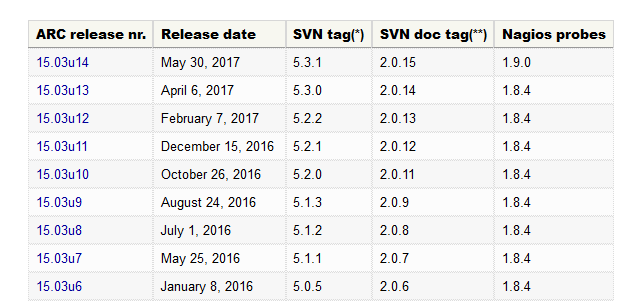 ARC release nr. Release date SVN tag(*) SVN doc tag(**) Nagios probes
15.03u14 May 30, 2017 5.3.1 2.0.15 1.9.0
15.03u13 April 6, 2017 5.3.0 2.0.14 1.8.4
15.03u12 February 7, 2017 5.2.2 2.0.13 1.8.4
15.03u11 December 15, 2016 5.2.1 2.0.12 1.8.4
15.03u10 October 26, 2016 5.2.0 2.0.11 1.8.4
15.03u9 August 24, 2016 5.1.3 2.0.9 1.8.4
15.03u8 July 1, 2016 5.1.2 2.0.8 1.8.4
15.03u7 May 25, 2016 5.1.1 2.0.7 1.8.4
15.03u6 January 8, 2016 5.0.5 2.0.6 1.8.4